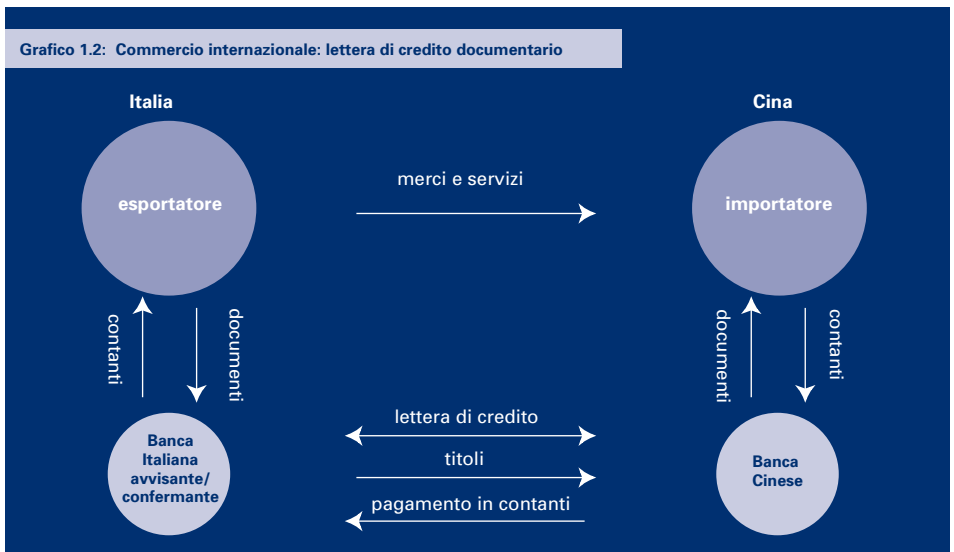 Grafico 1.2: Commercio internazionale: lettera di credito documentario
Italia
Cina
esportatore
merci e servizi
importatore
contanti
documenti
documenti
contanti
lettera di credito
titoli
pagamento in contanti
Banca
Italiana
avvisante/
confermante
Banca
Cinese